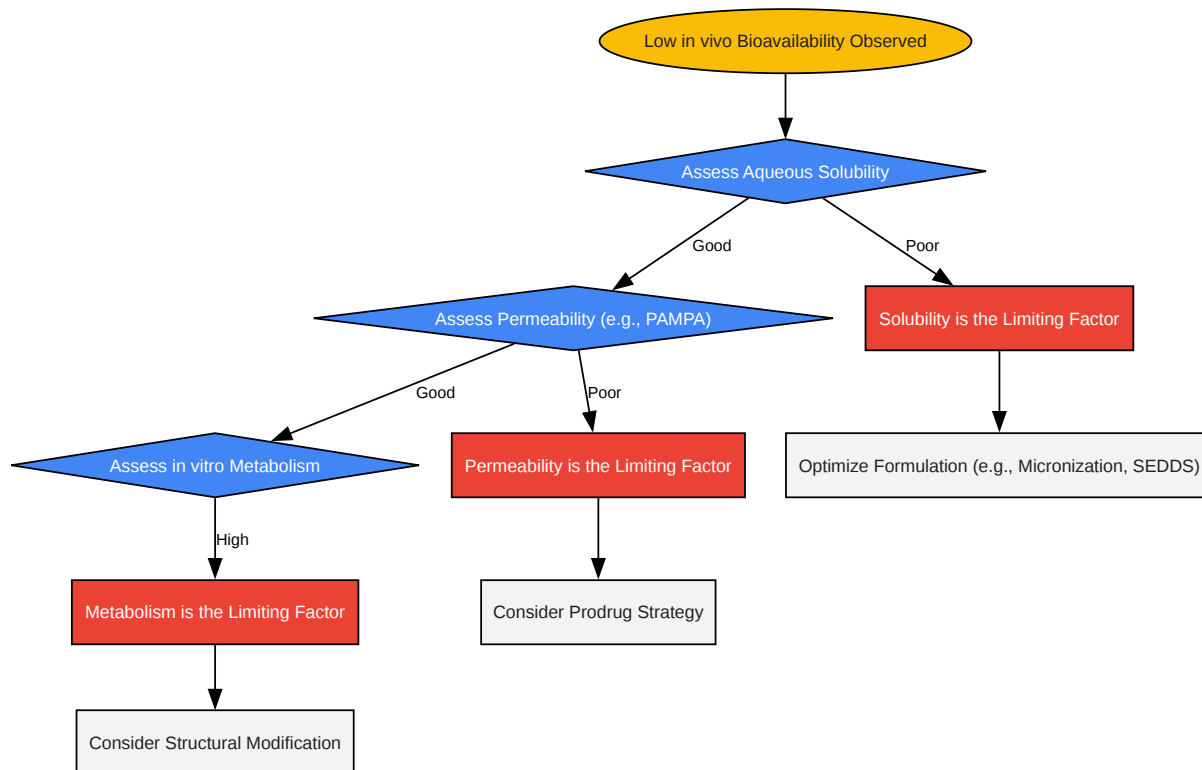 Low in vivo Bioavailability Observed
Assess Aqueous Solubility
Good
Poor
Assess Permeability (e.g., PAMPA)
Solubility is the Limiting Factor
Good
Poor
Assess in vitro Metabolism
Permeability is the Limiting Factor
Optimize Formulation (e.g., Micronization, SEDDS)
High
Metabolism is the Limiting Factor
Consider Prodrug Strategy
Consider Structural Modification